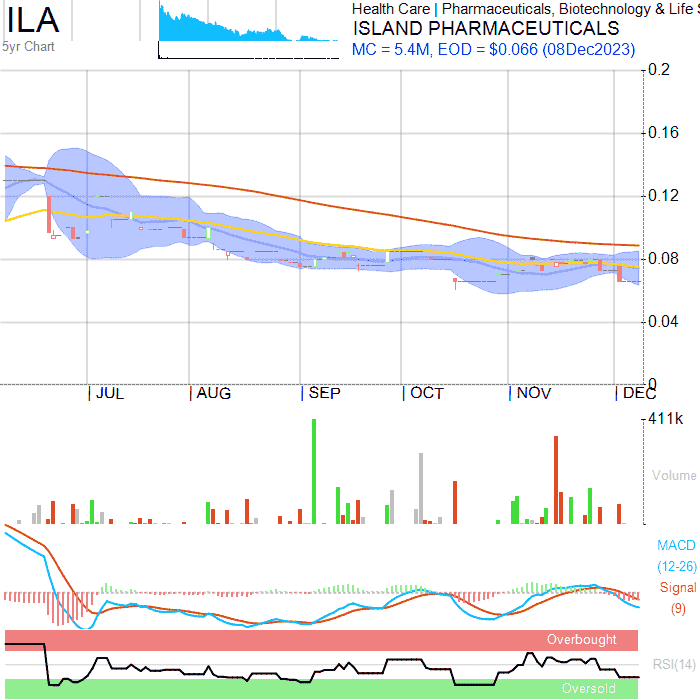 ILA
5yr Chart
Health Care | Pharmaceuticals, Biotechnology & Life S
ISLAND PHARMACEUTICALS
MC = 5.4M, EOD = $0.066 (08Dec2023)
0.2
0.16
0.12
0.08
0.04
0
JUL AUG SEP OCT NOV DEC
411k
Volume
MACD
(12-26)
Signal
(9)
Overbought
RSI(14)
Oversold